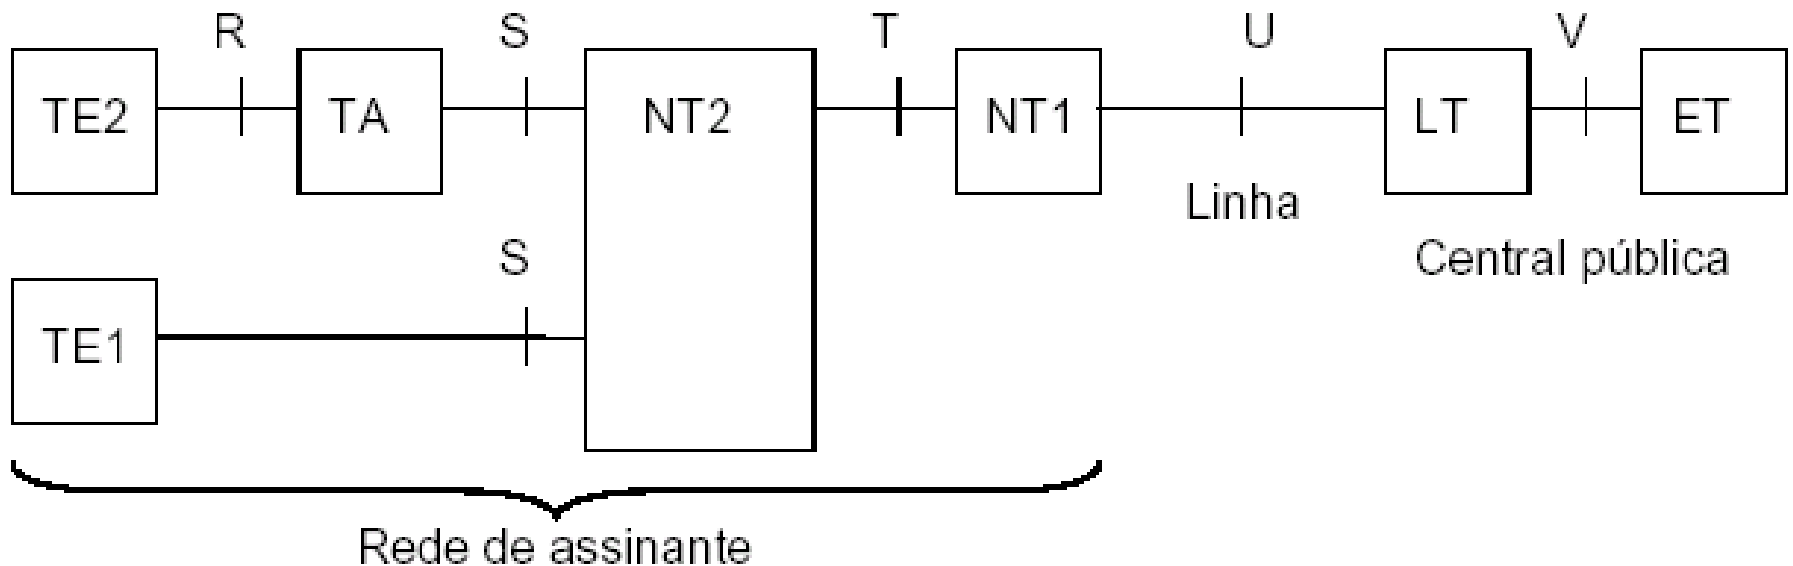 R S T U V
TE2 TA NT2 NT1 LT ET
Linha
S
Central pública
TE1
Rede de assinante